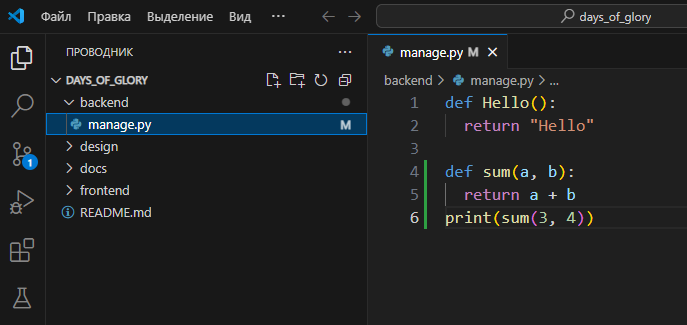 Файл Правка Выделение Вид ··· days_of_glory
ПРОВОДНИК ···
manage.py M
DAYS_OF_GLORY
backend > manage.py > ...
backend
manage.py M
design
docs
frontend
README.md
1
1 def Hello():
2 return "Hello"
3
4 def sum(a, b):
5 return a + b
6 print(sum(3, 4))